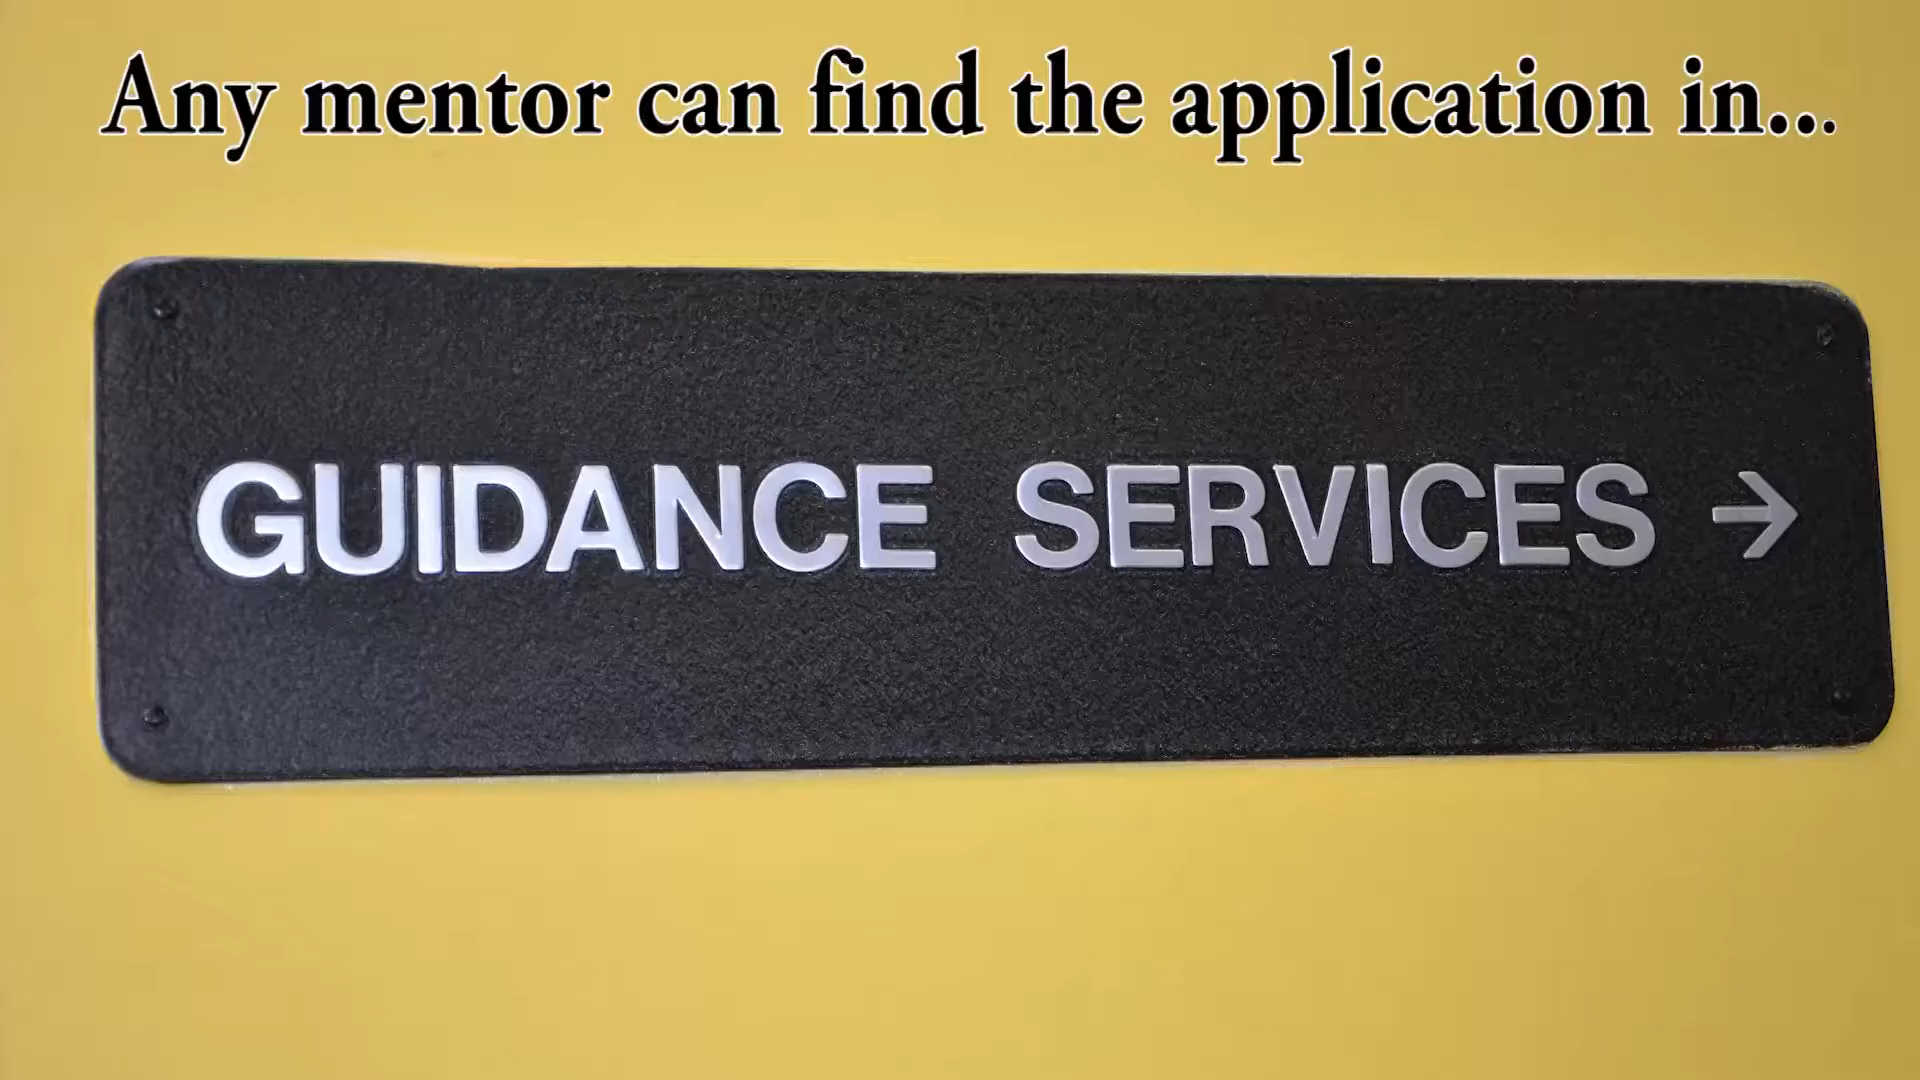 Any mentor can find the application in...
GUIDANCE SERVICES →